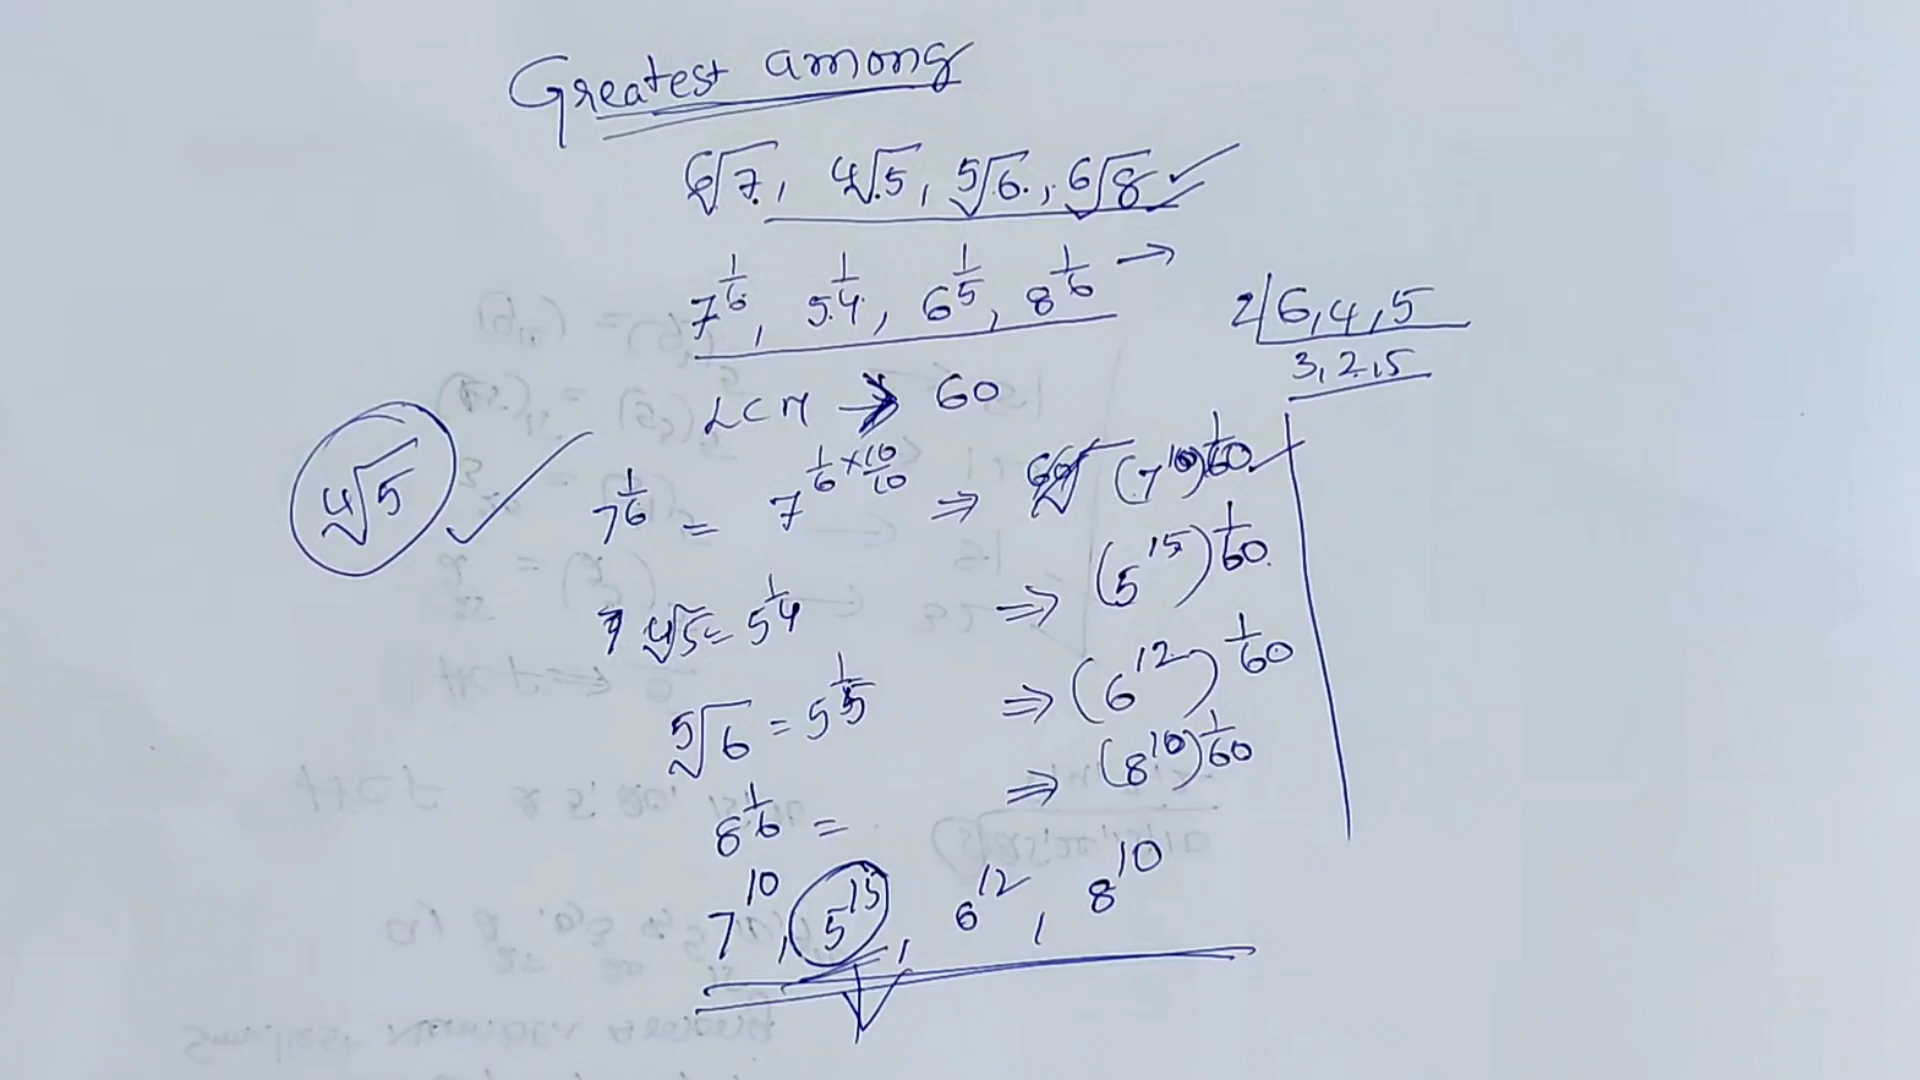 Greatest among
⁶√7, ⁴√5, ⁵√6, ⁶√8 ✓
7^(1/6), 5^(1/4), 6^(1/5), 8^(1/6) →
2 | 6, 4, 5
3, 2, 5
LCM → 60
⁴√5 ✓
7^(1/6) = 7^(1/6 × 10/10) ⇒ (7^10)^(1/60)
⁴√5 = 5^(1/4) ⇒ (5^15)^(1/60)
⁵√6 = 5^(1/5) ⇒ (6^12)^(1/60)
8^(1/6) = ⇒ (8^10)^(1/60)
7^10, 5^15, 6^12, 8^10